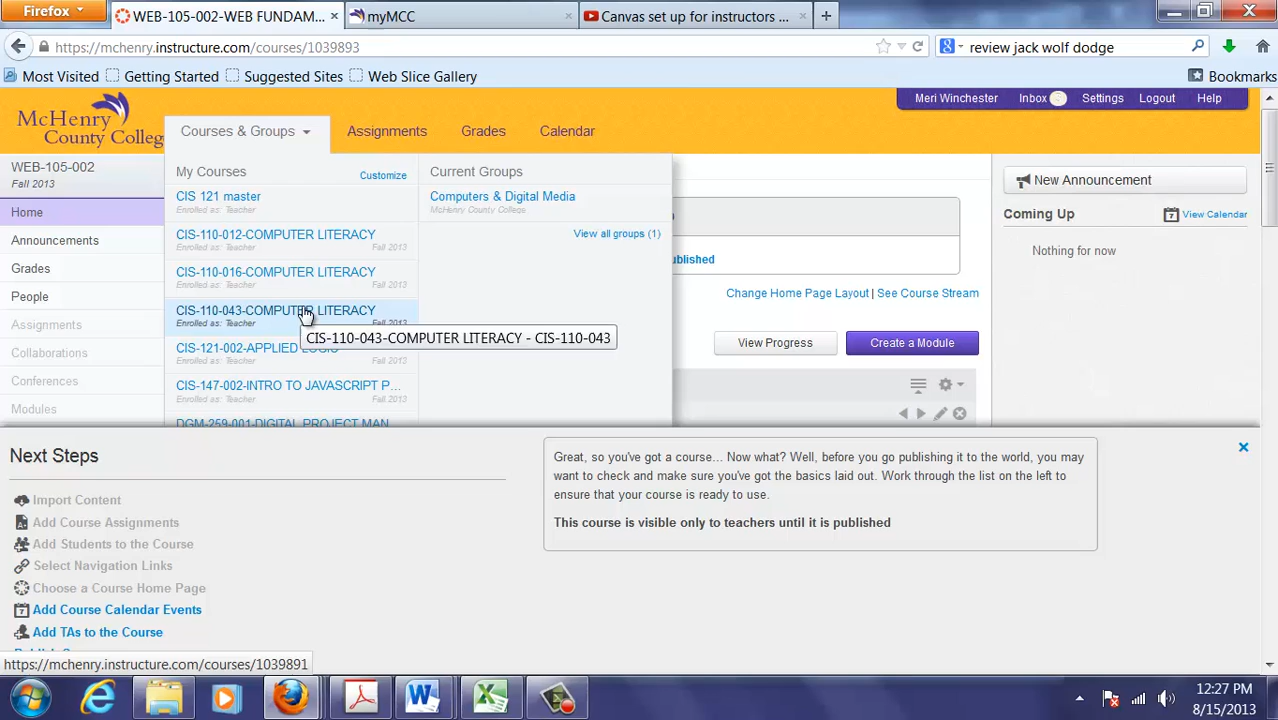 Firefox
WEB-105-002-WEB FUNDAM...
myMCC
Canvas set up for instructors ...
https://mchenry.instructure.com/courses/1039893
review jack wolf dodge
Most Visited
Getting Started
Suggested Sites
Web Slice Gallery
Bookmarks
McHenry
County College
Courses & Groups
Assignments
Grades
Calendar
Meri Winchester
Inbox
Settings
Logout
Help
WEB-105-002
Fall 2013
Home
Announcements
Grades
People
Assignments
Collaborations
Conferences
Modules
My Courses
Customize
CIS 121 master
Enrolled as: Teacher
CIS-110-012-COMPUTER LITERACY
Enrolled as: Teacher Fall 2013
CIS-110-016-COMPUTER LITERACY
Enrolled as: Teacher Fall 2013
CIS-110-043-COMPUTER LITERACY
Enrolled as: Teacher Fall 2013
CIS-110-043-COMPUTER LITERACY - CIS-110-043
CIS-121-002-APPLIED LOGIC
Enrolled as: Teacher Fall 2013
CIS-147-002-INTRO TO JAVASCRIPT P...
Enrolled as: Teacher Fall 2013
DGM-259-001-DIGITAL PROJECT MAN
Current Groups
Computers & Digital Media
McHenry County College
View all groups (1)
ublished
Change Home Page Layout | See Course Stream
View Progress
Create a Module
New Announcement
Coming Up
7 View Calendar
Nothing for now
Next Steps
Import Content
Add Course Assignments
Add Students to the Course
Select Navigation Links
Choose a Course Home Page
7 Add Course Calendar Events
Add TAs to the Course
Great, so you've got a course... Now what? Well, before you go publishing it to the world, you may
want to check and make sure you've got the basics laid out. Work through the list on the left to
ensure that your course is ready to use.
This course is visible only to teachers until it is published
https://mchenry.instructure.com/courses/1039891
12:27 PM
8/15/2013